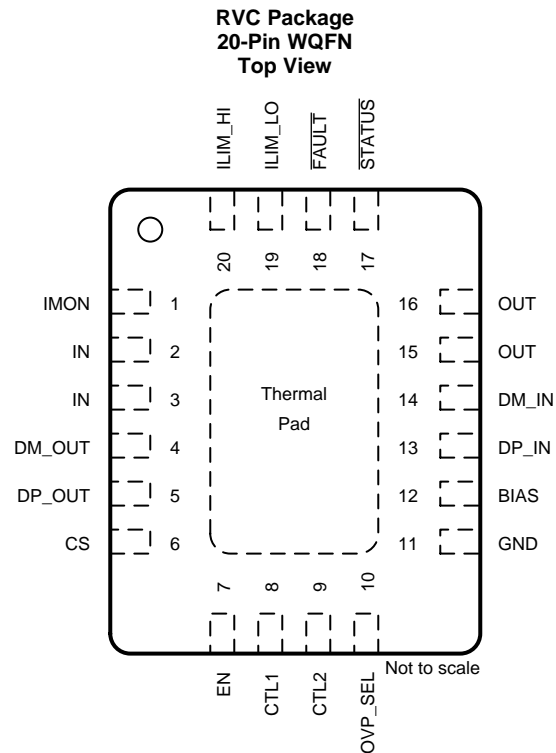 RVC Package
20-Pin WQFN
Top View
ILIM_HI
ILIM_LO
FAULT
STATUS
20
19
18
17
IMON 1
16 OUT
IN 2
15 OUT
IN 3
14 DM_IN
DM_OUT 4
13 DP_IN
DP_OUT 5
12 BIAS
CS 6
11 GND
Thermal
Pad
7
8
9
10
EN
CTL1
CTL2
OVP_SEL
Not to scale